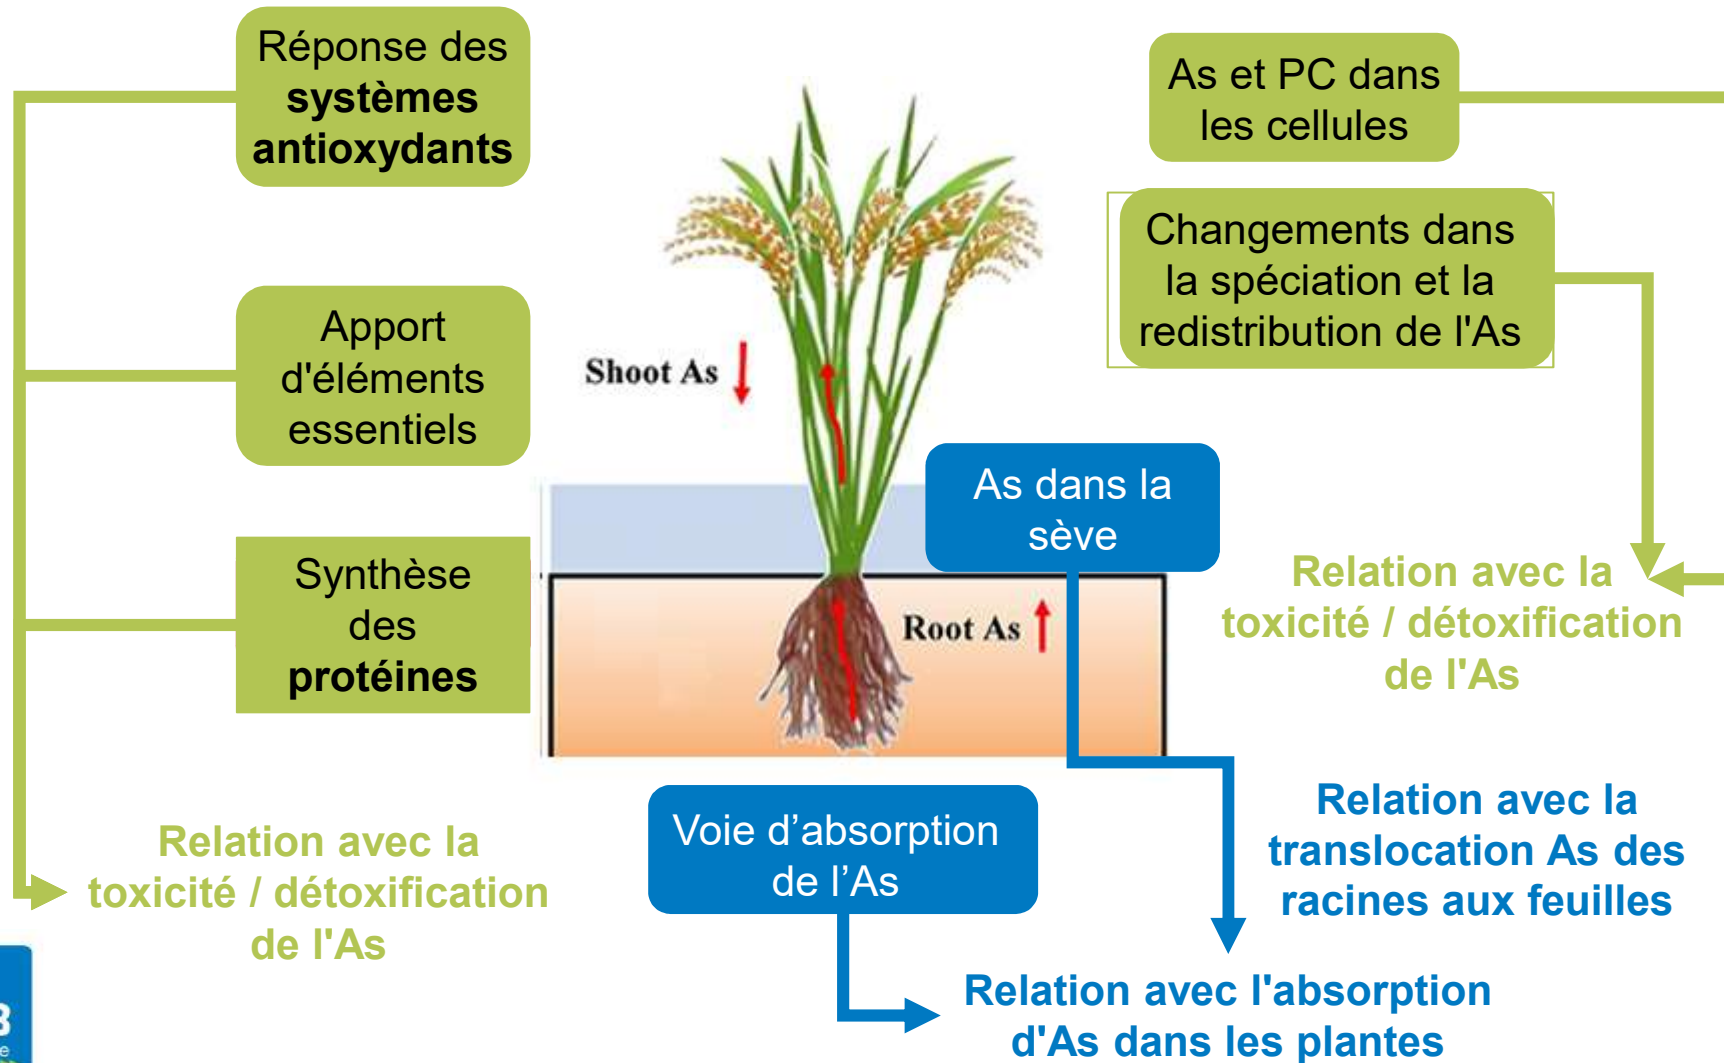 Réponse des
systèmes
antioxydants
Apport
d'éléments
essentiels
Synthèse
des
protéines
Relation avec la
toxicité / détoxification
de l'As
Shoot As
Root As
As dans la
sève
Voie d’absorption
de l’As
As et PC dans
les cellules
Changements dans
la spéciation et la
redistribution de l'As
Relation avec la
toxicité / détoxification
de l'As
Relation avec la
translocation As des
racines aux feuilles
Relation avec l'absorption
d'As dans les plantes